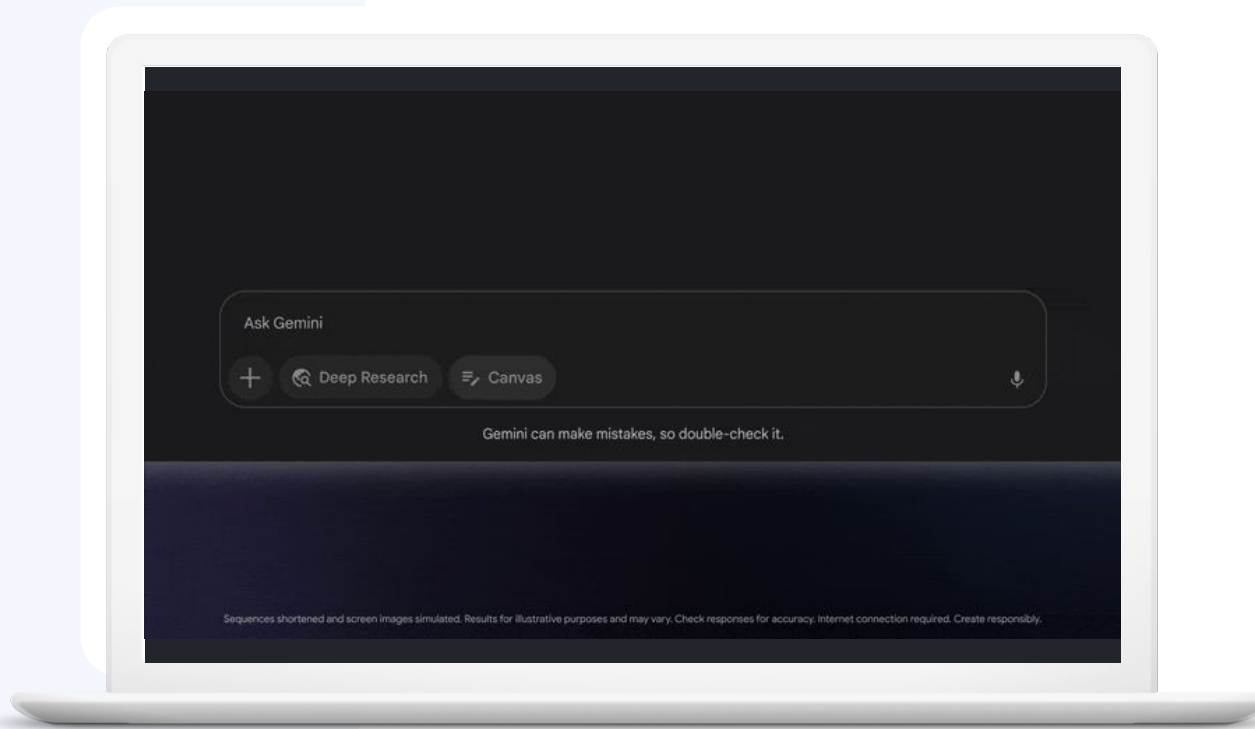 Ask Gemini
Deep Research Canvas
Gemini can make mistakes, so double-check it.
Sequences shortened and screen images simulated. Results for illustrative purposes and may vary. Check responses for accuracy. Internet connection required. Create responsibly.